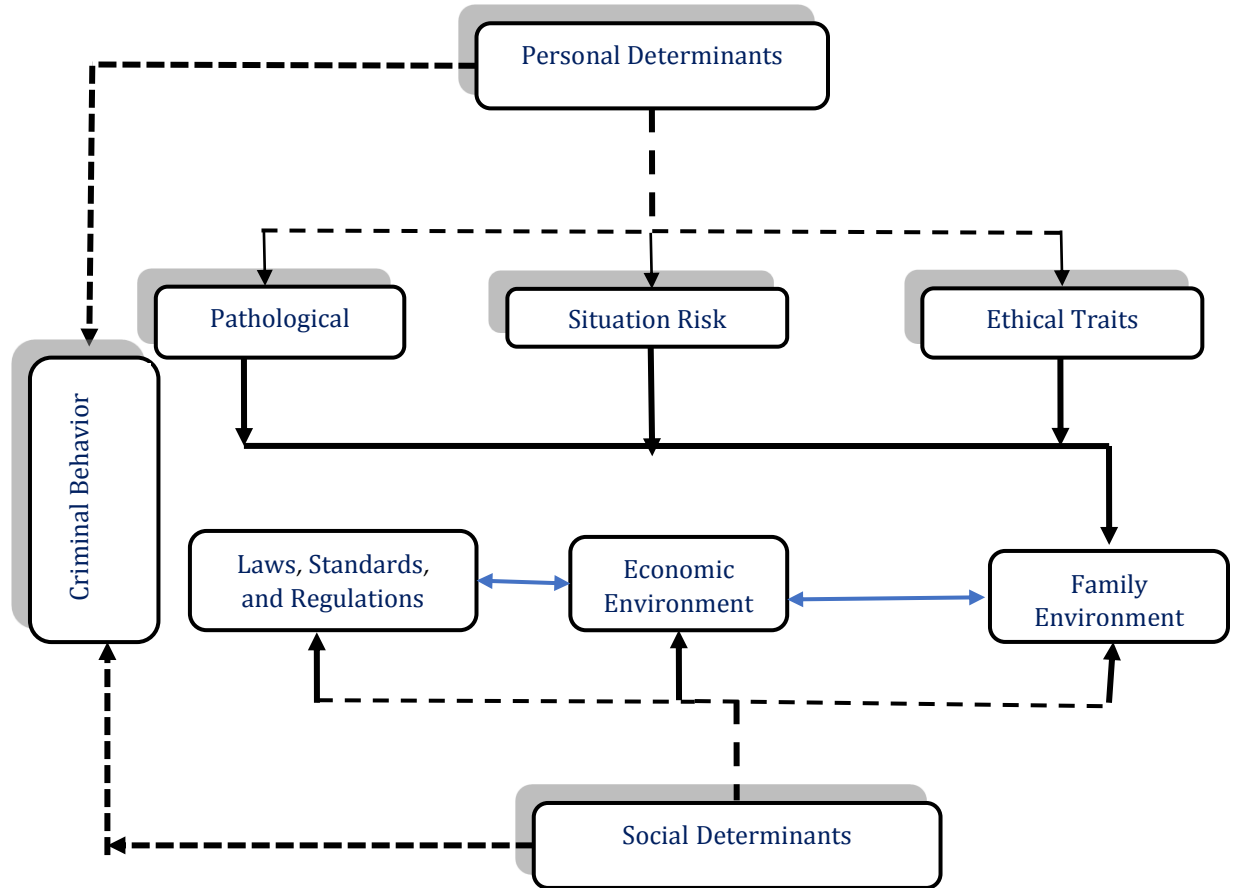 Personal Determinants
Pathological
Situation Risk
Ethical Traits
Criminal Behavior
Laws, Standards,
and Regulations
Economic
Environment
Family
Environment
Social Determinants